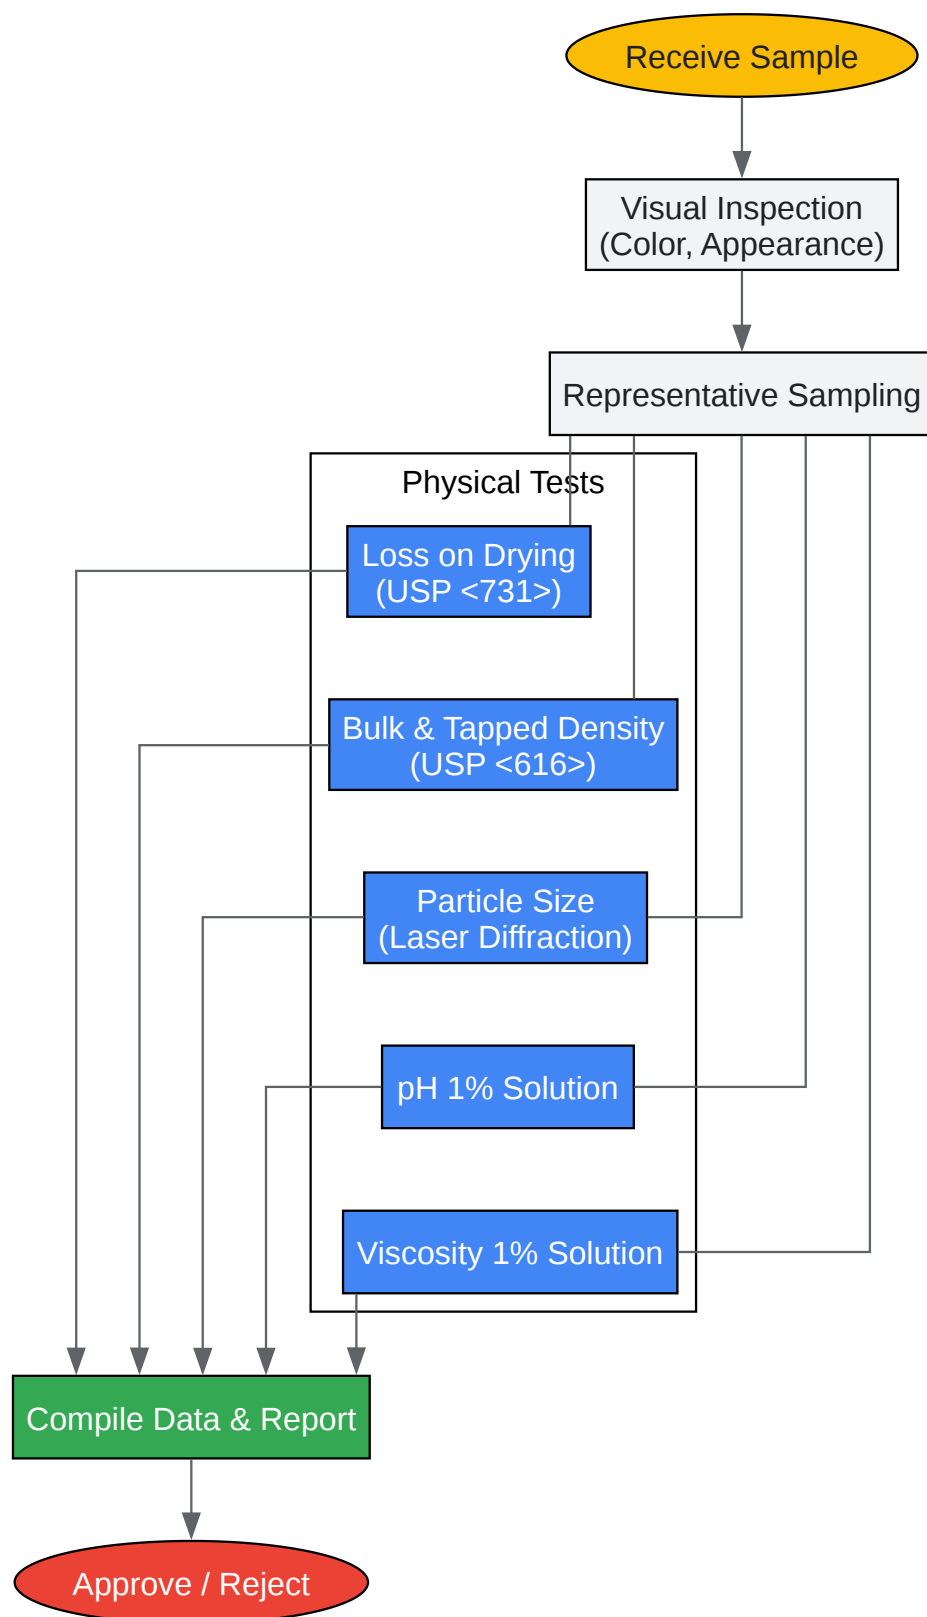 Receive Sample
Visual Inspection
(Color, Appearance)
Representative Sampling
Physical Tests
Loss on Drying
(USP <731>)
Bulk & Tapped Density
(USP <616>)
Particle Size
(Laser Diffraction)
pH 1% Solution
Viscosity 1% Solution
Compile Data & Report
Approve / Reject